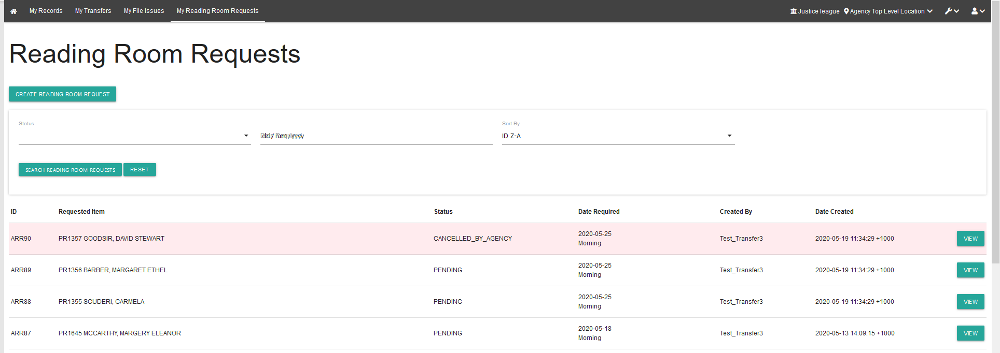 My Records My Transfers My File Issues My Reading Room Requests Justice league Agency Top Level Location
Reading Room Requests
CREATE READING ROOM REQUEST
Status Sort By
Date Required dd / mm / yyyy ID Z-A
SEARCH READING ROOM REQUESTS RESET
ID Requested Item Status Date Required Created By Date Created
ARR90 PR1357 GOODSIR, DAVID STEWART CANCELLED_BY_AGENCY 2020-05-25 Morning Test_Transfer3 2020-05-19 11:34:29 +1000 VIEW
ARR89 PR1356 BARBER, MARGARET ETHEL PENDING 2020-05-25 Morning Test_Transfer3 2020-05-19 11:34:29 +1000 VIEW
ARR88 PR1355 SCUDERI, CARMELA PENDING 2020-05-25 Morning Test_Transfer3 2020-05-19 11:34:29 +1000 VIEW
ARR87 PR1645 MCCARTHY, MARGERY ELEANOR PENDING 2020-05-18 Morning Test_Transfer3 2020-05-13 14:09:15 +1000 VIEW